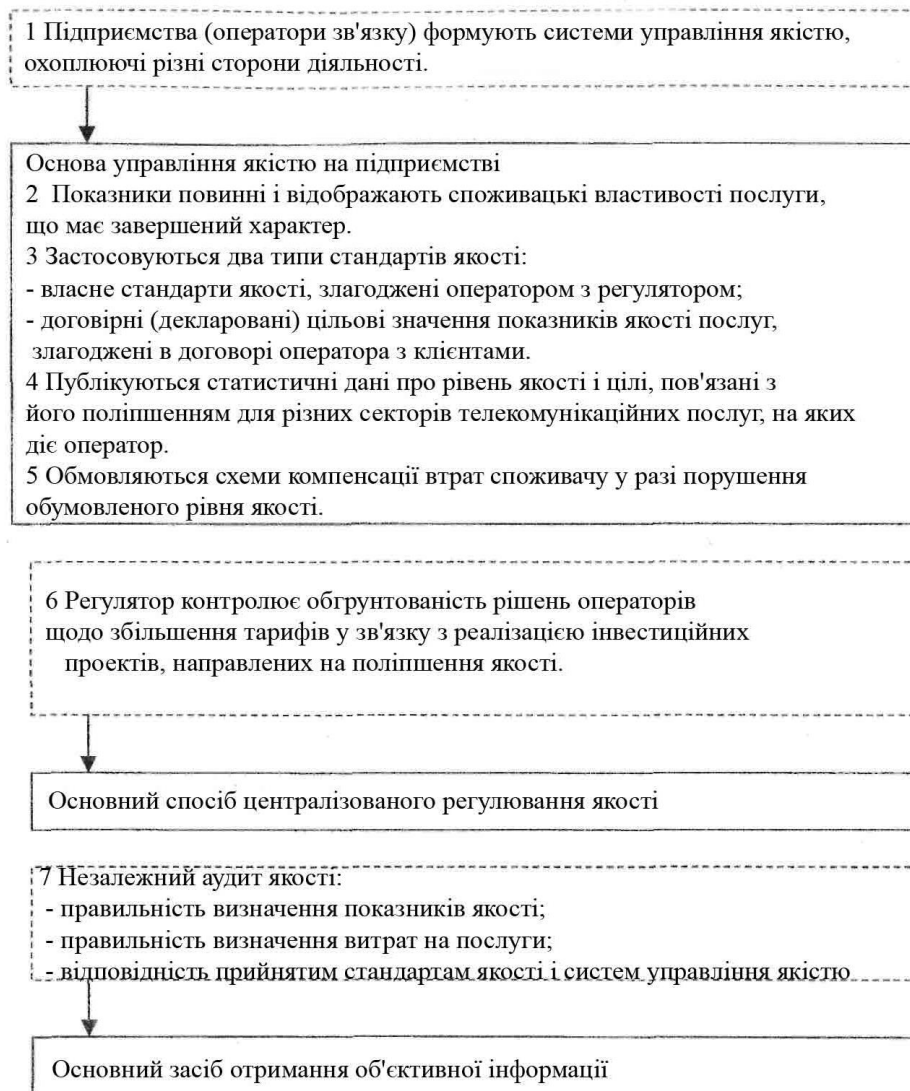 1 Підприємства (оператори зв'язку) формують системи управління якістю,
охоплюючі різні сторони діяльності.
Основа управління якістю на підприємстві
2 Показники повинні і відображають споживацькі властивості послуги,
що має завершений характер.
3 Застосовуються два типи стандартів якості:
- власне стандарти якості, злагоджені оператором з регулятором;
- договірні (декларовані) цільові значення показників якості послуг,
злагоджені в договорі оператора з клієнтами.
4 Публікуються статистичні дані про рівень якості і цілі, пов'язані з
його поліпшенням для різних секторів телекомунікаційних послуг, на яких
діє оператор.
5 Обмовляються схеми компенсації втрат споживачу у разі порушення
обумовленого рівня якості.
6 Регулятор контролює обгрунтованість рішень операторів
щодо збільшення тарифів у зв'язку з реалізацією інвестиційних
проектів, направлених на поліпшення якості.
Основний спосіб централізованого регулювання якості
7 Незалежний аудит якості:
- правильність визначення показників якості;
- правильність визначення витрат на послуги;
- відповідність прийнятим стандартам якості і систем управління якістю
Основний засіб отримання об'єктивної інформації